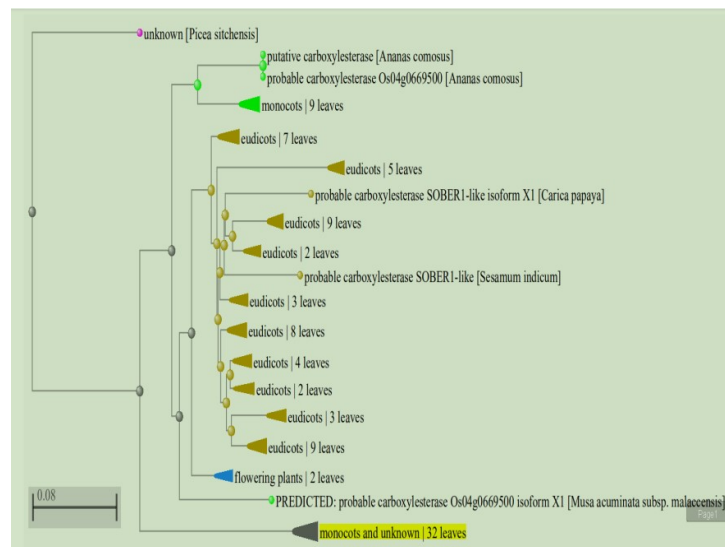 unknown [Picea sitchensis]
putative carboxylesterase [Ananas comosus]
probable carboxylesterase Os04g0669500 [Ananas comosus]
monocots | 9 leaves
eudicots | 7 leaves
eudicots | 5 leaves
probable carboxylesterase SOBER1-like isoform X1 [Carica papaya]
eudicots | 9 leaves
eudicots | 2 leaves
probable carboxylesterase SOBER1-like [Sesamum indicum]
eudicots | 3 leaves
eudicots | 8 leaves
eudicots | 4 leaves
eudicots | 2 leaves
eudicots | 3 leaves
eudicots | 9 leaves
flowering plants | 2 leaves
0.08
PREDICTED: probable carboxylesterase Os04g0669500 isoform X1 [Musa acuminata subsp. malaccensis]
Page1
monocots and unknown | 32 leaves